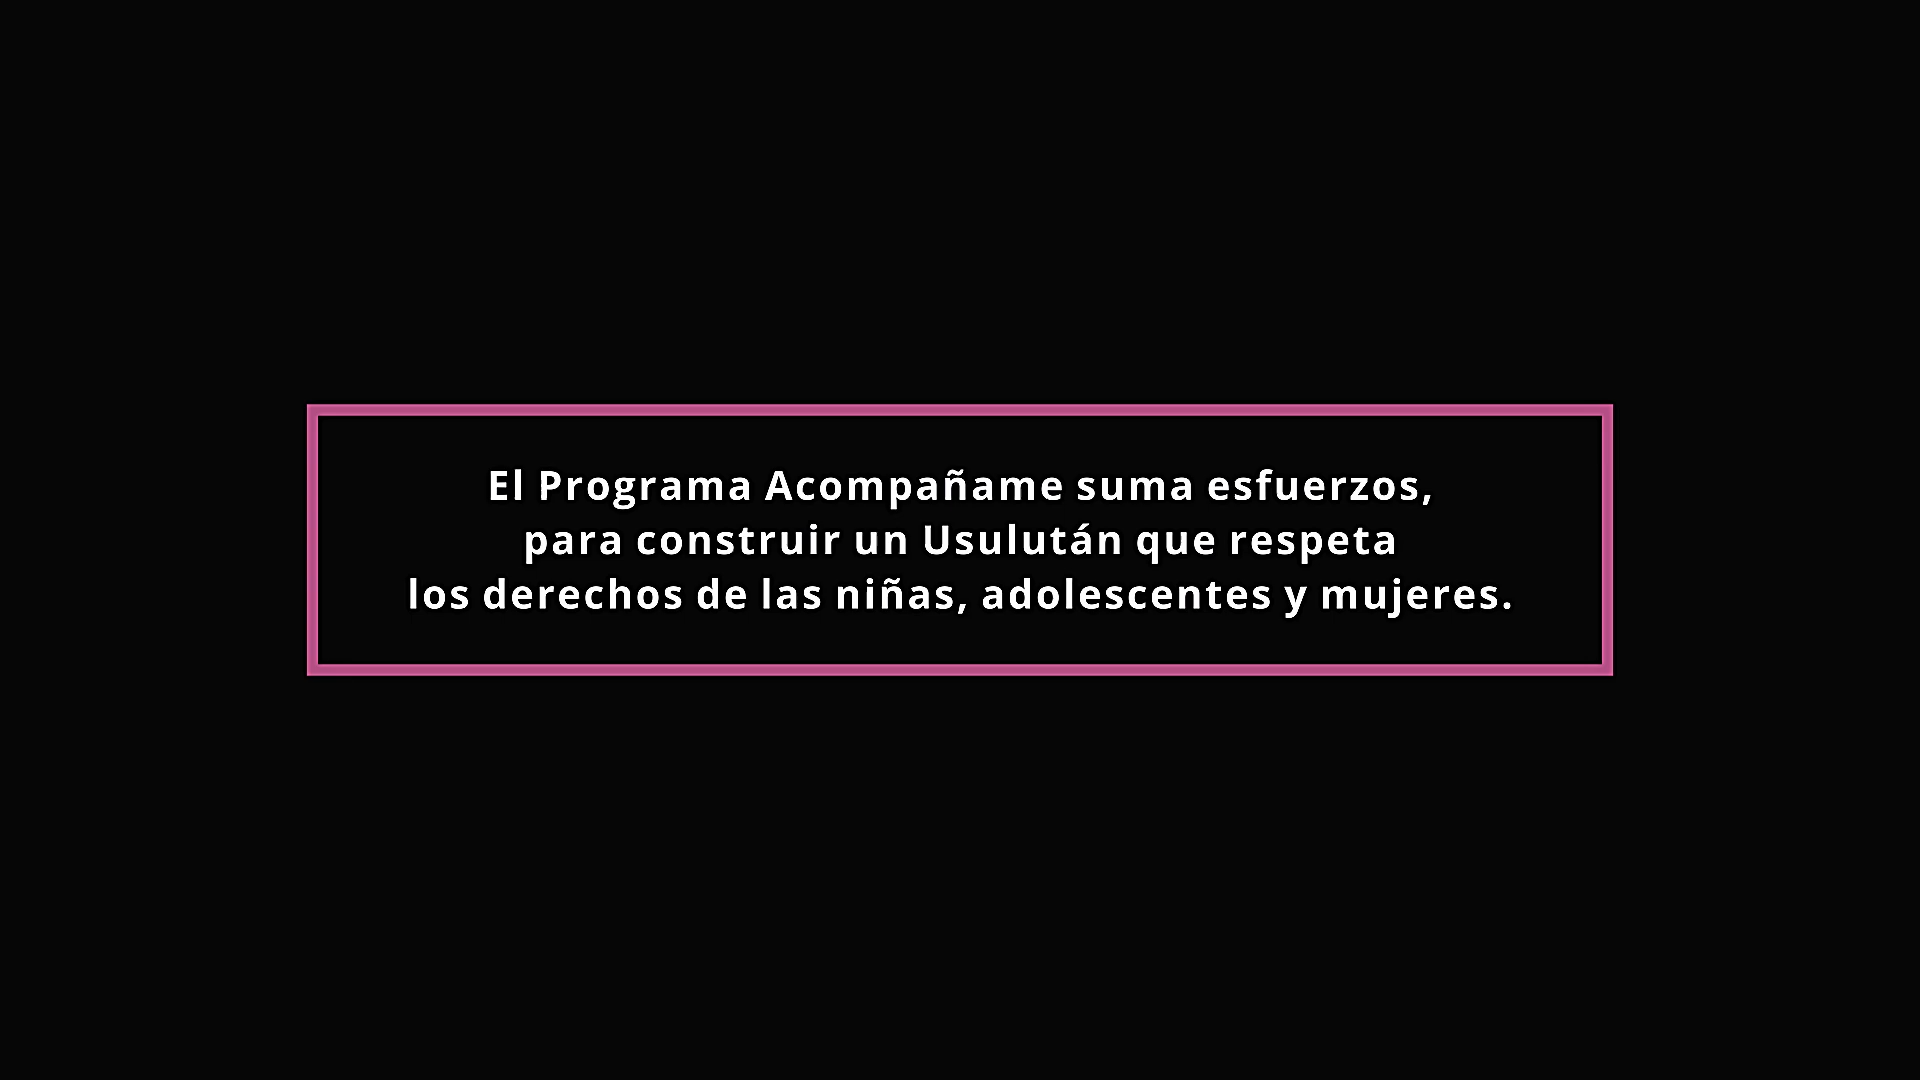 El Programa Acompañame suma esfuerzos,
para construir un Usulután que respeta
los derechos de las niñas, adolescentes y mujeres.